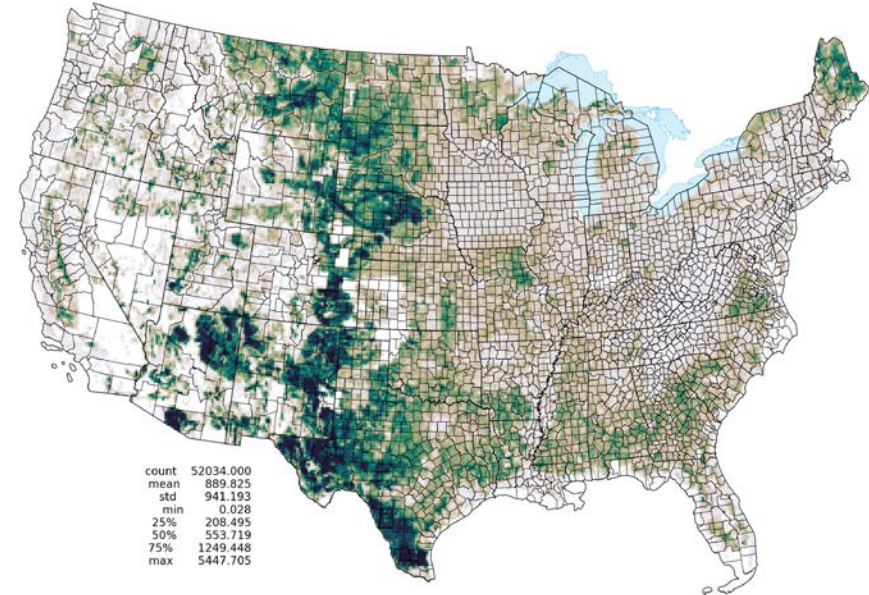 count 52034.000
mean 889.825
std 941.193
min 0.028
25% 208.495
50% 553.719
75% 1249.448
max 5447.705